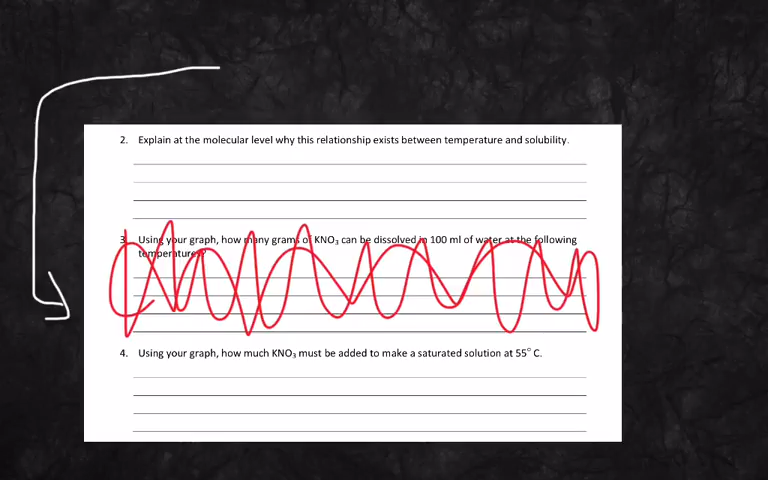 2. Explain at the molecular level why this relationship exists between temperature and solubility.
3. Using your graph, how many grams of KNO₃ can be dissolved in 100 ml of water at the following
temperatures?
4. Using your graph, how much KNO₃ must be added to make a saturated solution at 55° C.